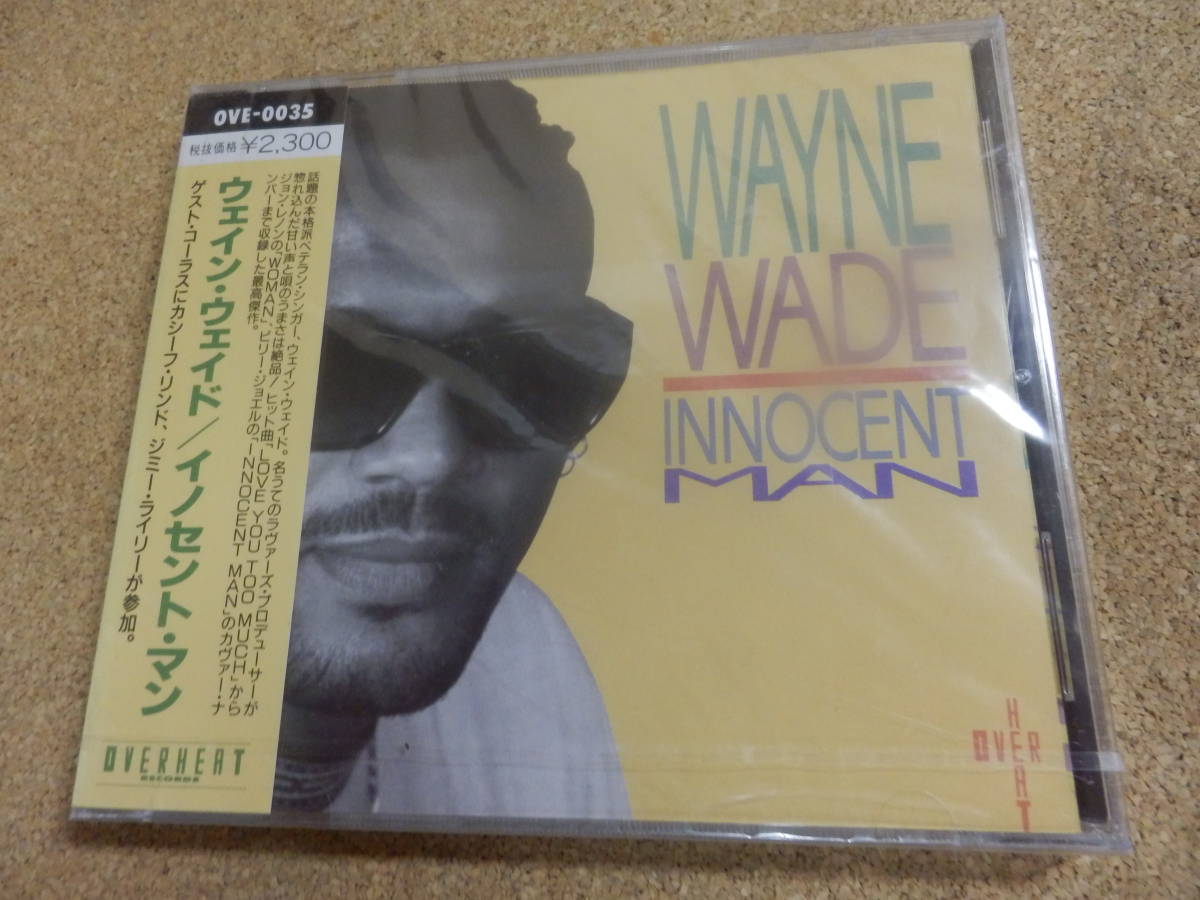 OVE-0035
税抜価格 ¥2,300
話題の本格派ベテラン・シンガー、ウェイン・ウェイド。名うてのラヴァーズ・プロデューサーが
惚れ込んだ甘い声と唄のうまさは絶品！ヒット曲「LOVE YOU TOO MUCH」から
ジョン・レノンの「WOMAN」、ビリー・ジョエルの「INNOCENT MAN」のカヴァー・ナ
ンバーまで収録した最高傑作。
ウェイン・ウェイド／イノセント・マン
ゲスト・コーラスにカシーフ・リンド、ジミー・ライリーが参加。
OVERHEAT
RECORDS
WAYNE
WADE
INNOCENT
MAN
OVERHEAT